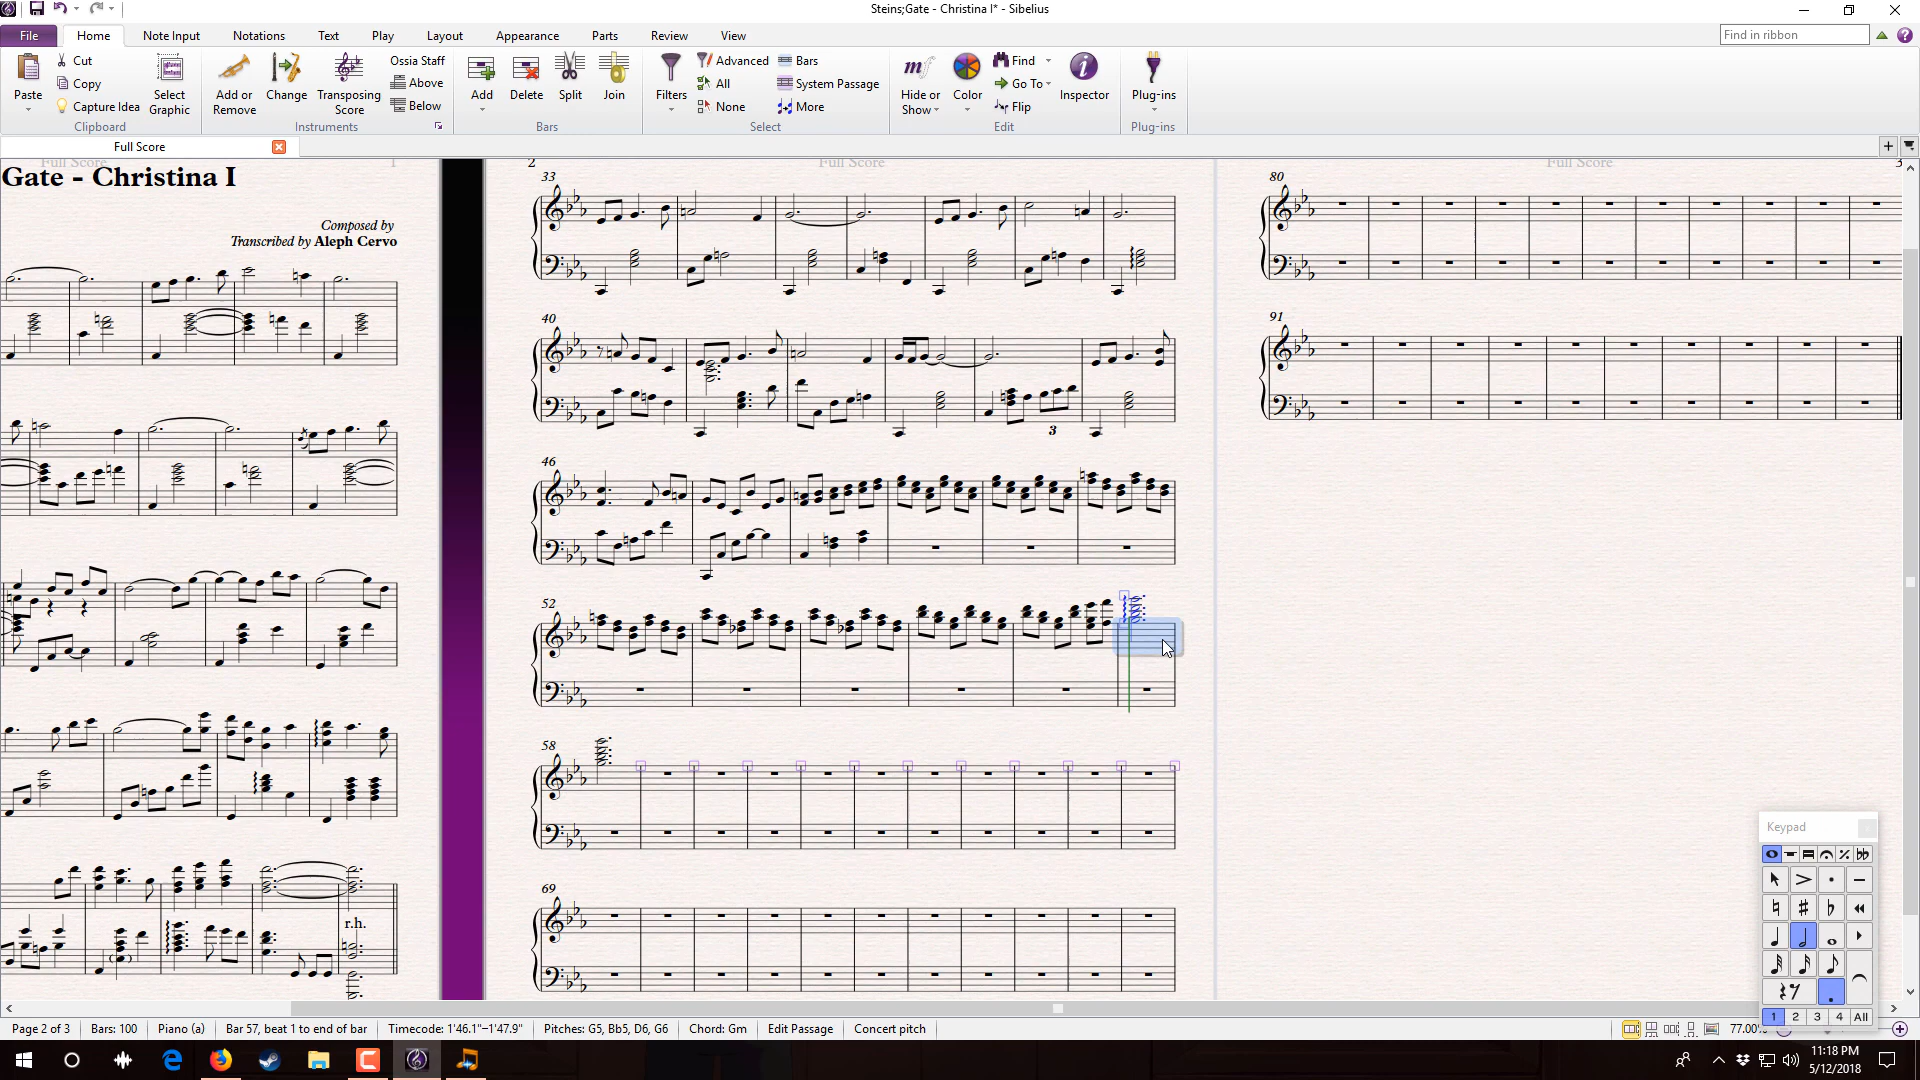 Steins;Gate - Christina I* - Sibelius
File Home Note Input Notations Text Play Layout Appearance Parts Review View
Find in ribbon
Paste Cut Copy Capture Idea Select Graphic
Clipboard
Add or Remove Change Transposing Score Ossia Staff Above Below
Instruments
Add Delete Split Join
Bars
Filters Advanced All None Bars System Passage More
Select
Hide or Show Color Find Go To Flip Inspector
Edit
Plug-ins
Plug-ins
Full Score
Full Score 1
2 Full Score
Full Score 3
Gate - Christina I
Composed by
Transcribed by Aleph Cervo
r.h.
33
40
3
46
52
58
69
80
91
Keypad
1 2 3 4 All
Page 2 of 3 Bars: 100 Piano (a) Bar 57, beat 1 to end of bar Timecode: 1'46.1"–1'47.9" Pitches: G5, Bb5, D6, G6 Chord: Gm Edit Passage Concert pitch 77.00%
11:18 PM
5/12/2018